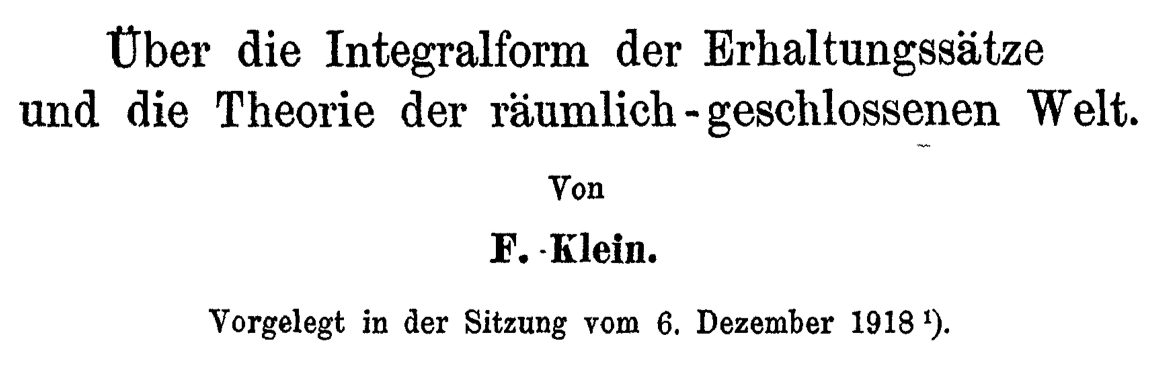 Über die Integralform der Erhaltungssätze
und die Theorie der räumlich-geschlossenen Welt.
Von
F. Klein.
Vorgelegt in der Sitzung vom 6. Dezember 1918 ¹).